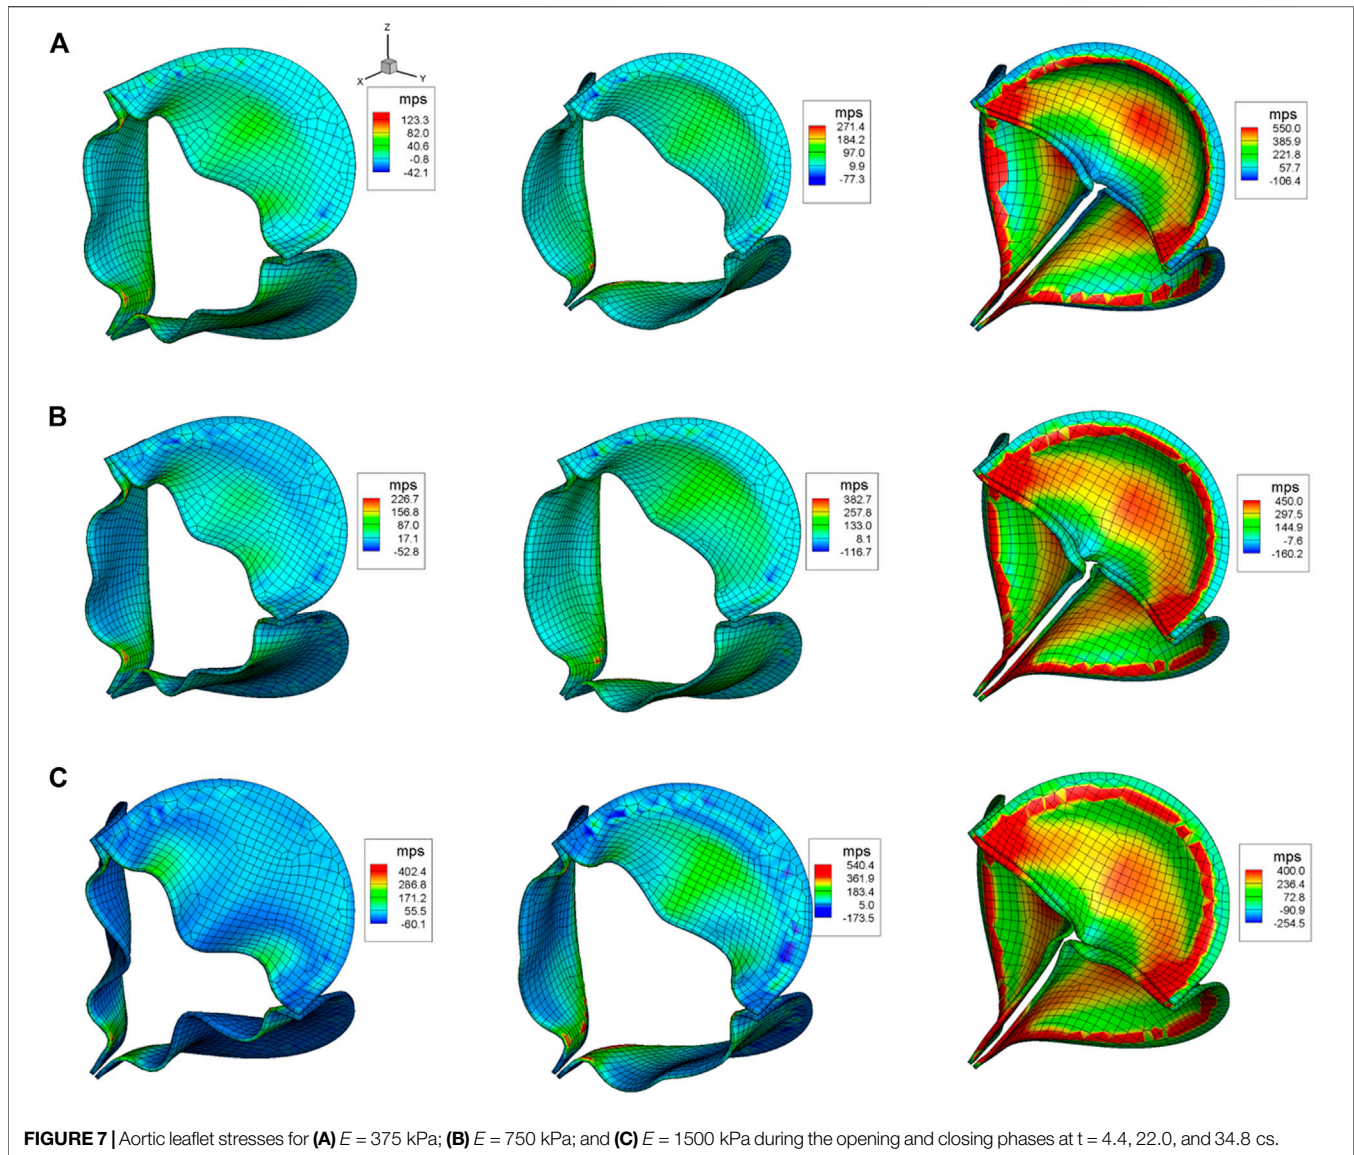 A
Z
X
Y
mps
123.3
82.0
40.6
-0.8
-42.1
mps
271.4
184.2
97.0
9.9
-77.3
mps
550.0
385.9
221.8
57.7
-106.4
B
mps
226.7
156.8
87.0
17.1
-52.8
mps
382.7
257.8
133.0
8.1
-116.7
mps
450.0
297.5
144.9
-7.6
-160.2
C
mps
402.4
286.8
171.2
55.5
-60.1
mps
540.4
361.9
183.4
5.0
-173.5
mps
400.0
236.4
72.8
-90.9
-254.5
FIGURE 7 | Aortic leaflet stresses for (A) E = 375 kPa; (B) E = 750 kPa; and (C) E = 1500 kPa during the opening and closing phases at t = 4.4, 22.0, and 34.8 cs.